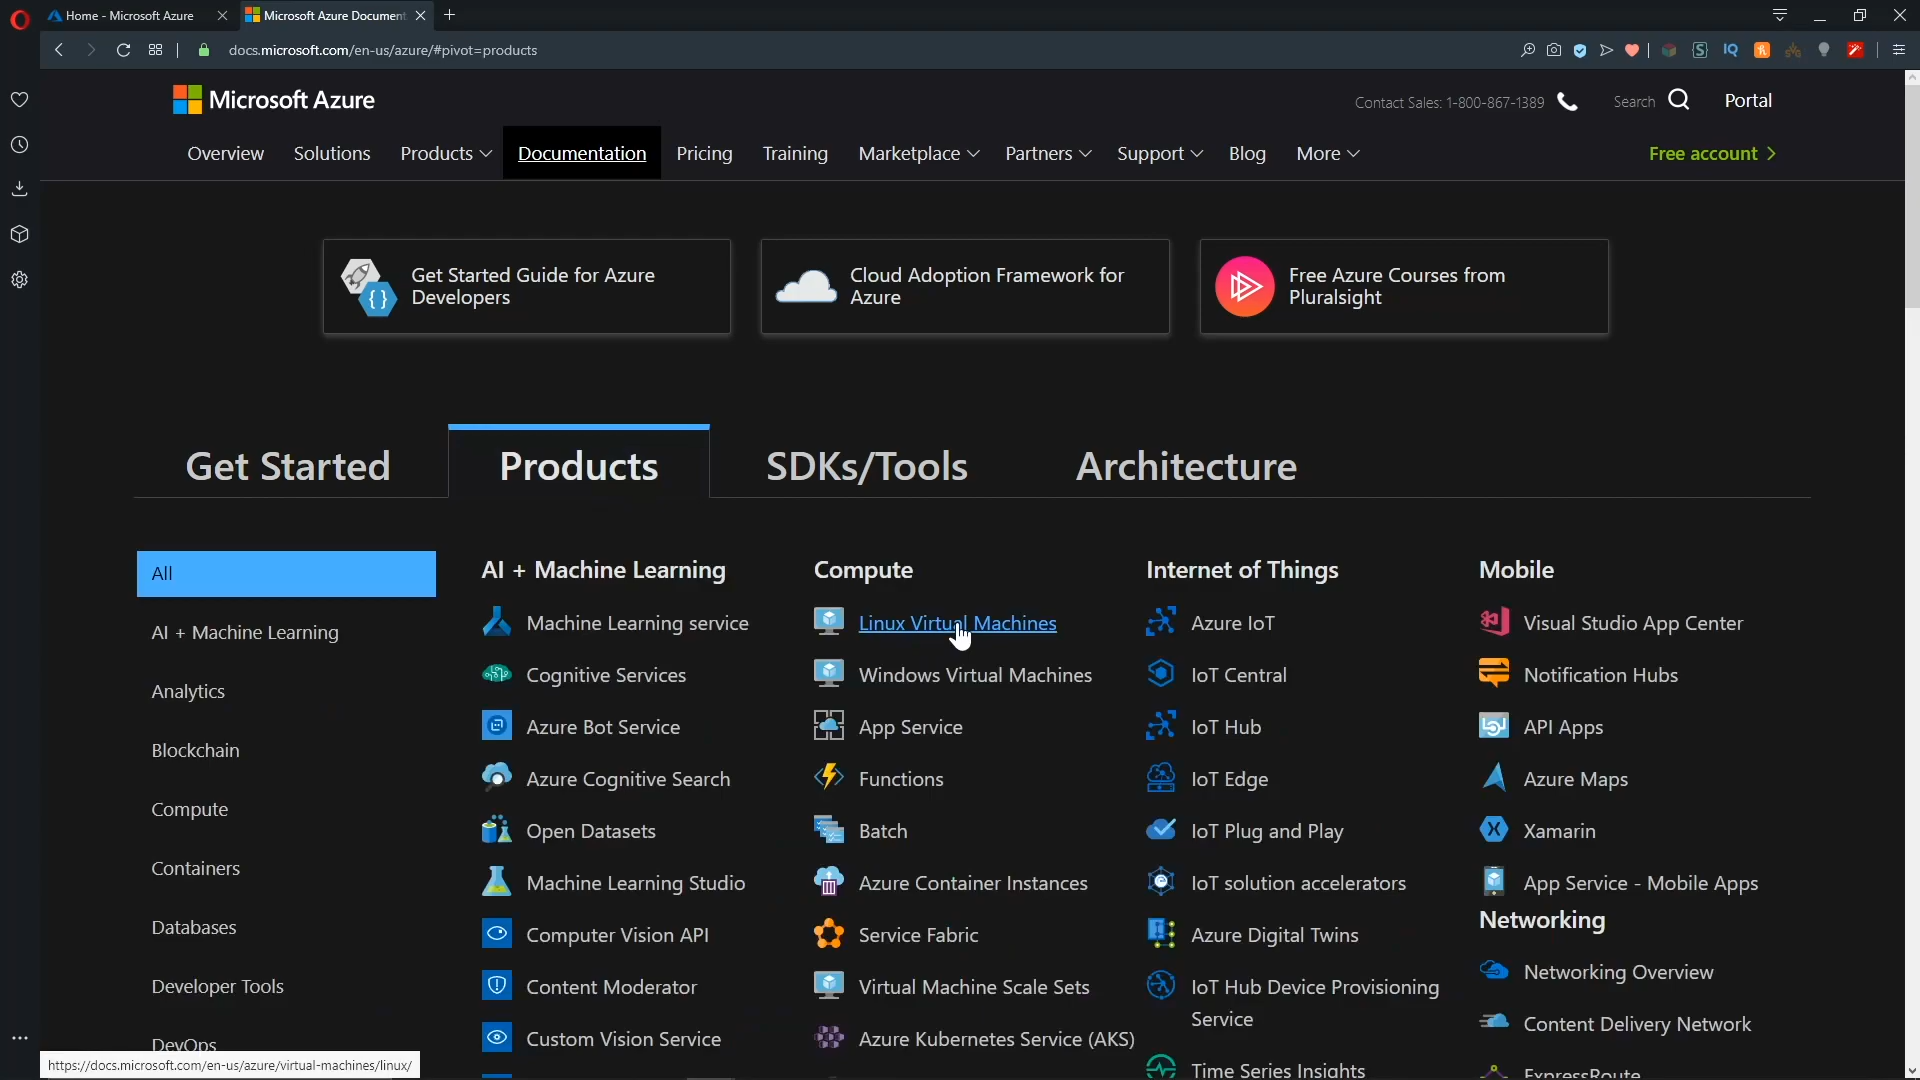 Home - Microsoft Azure
Microsoft Azure Document
docs.microsoft.com/en-us/azure/#pivot=products
Microsoft Azure
Contact Sales: 1-800-867-1389
Search
Portal
Overview
Solutions
Products
Documentation
Pricing
Training
Marketplace
Partners
Support
Blog
More
Free account
Get Started Guide for Azure
Developers
Cloud Adoption Framework for
Azure
Free Azure Courses from
Pluralsight
Get Started
Products
SDKs/Tools
Architecture
All
AI + Machine Learning
Analytics
Blockchain
Compute
Containers
Databases
Developer Tools
DevOps
AI + Machine Learning
Machine Learning service
Cognitive Services
Azure Bot Service
Azure Cognitive Search
Open Datasets
Machine Learning Studio
Computer Vision API
Content Moderator
Custom Vision Service
Compute
Linux Virtual Machines
Windows Virtual Machines
App Service
Functions
Batch
Azure Container Instances
Service Fabric
Virtual Machine Scale Sets
Azure Kubernetes Service (AKS)
Internet of Things
Azure IoT
IoT Central
IoT Hub
IoT Edge
IoT Plug and Play
IoT solution accelerators
Azure Digital Twins
IoT Hub Device Provisioning
Service
Time Series Insights
Mobile
Visual Studio App Center
Notification Hubs
API Apps
Azure Maps
Xamarin
App Service - Mobile Apps
Networking
Networking Overview
Content Delivery Network
ExpressRoute
https://docs.microsoft.com/en-us/azure/virtual-machines/linux/